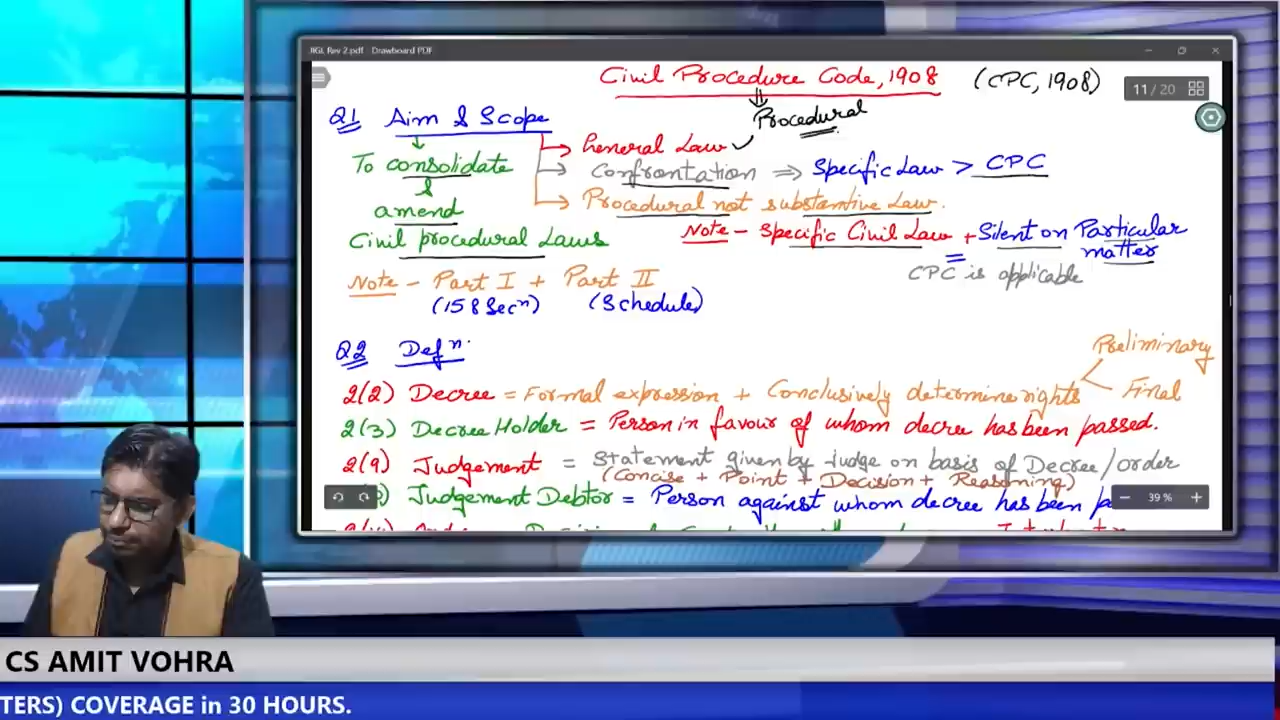 JIGL Rev 2.pdf - Drawboard PDF
Civil Procedure Code, 1908 (CPC, 1908)
11 / 20
Procedural
Q1 Aim & Scope
General Law
To consolidate
Confrontation ⇒ Specific Law > CPC
&
amend
Procedural not substantive Law.
Civil procedural Laws
Note - Specific Civil Law + Silent on Particular
matter
= CPC is applicable
Note - Part I + Part II
(158 Secⁿ) (Schedule)
Q2 Defⁿ.
Preliminary
2(2) Decree = Formal expression + Conclusively determine rights
Final
2(3) Decree Holder = Person in favour of whom decree has been passed.
2(9) Judgement = Statement given by judge on basis of Decree/order
(Concise + Point + Decision + Reasoning)
Judgement Debtor = Person against whom decree has been
39 %
CS AMIT VOHRA
TERS) COVERAGE in 30 HOURS.